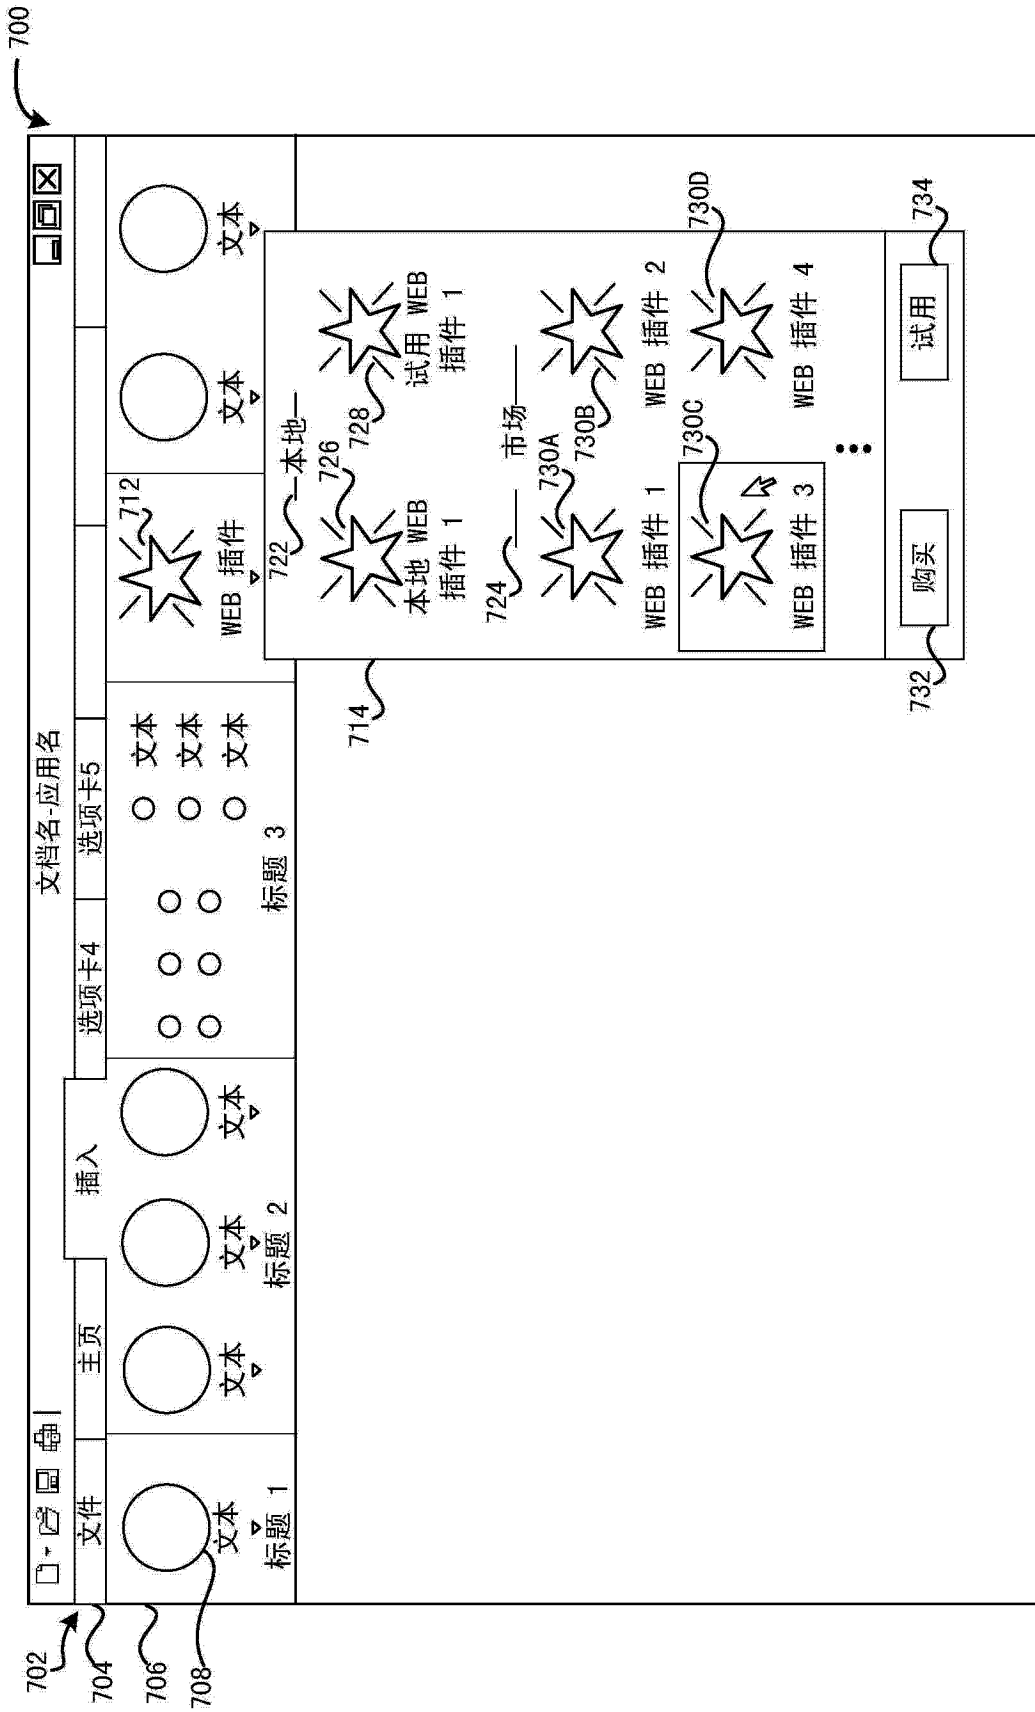 700
文档名-应用名
702
704
文件
主页
插入
选项卡4
选项卡5
706
708
文本
标题 1
文本
文本
文本
标题 2
文本
文本
文本
标题 3
712
WEB 插件
文本
文本
714
722
本地
726
本地 WEB
插件 1
728
试用 WEB
插件 1
724
市场
730A
WEB 插件 1
730B
WEB 插件 2
730C
WEB 插件 3
730D
WEB 插件 4
732
购买
734
试用